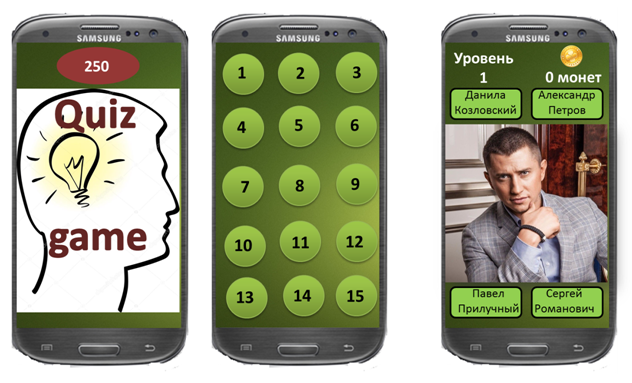 SAMSUNG
250
Quiz
game
SAMSUNG
1 2 3
4 5 6
7 8 9
10 11 12
13 14 15
SAMSUNG
Уровень
1
0 монет
Данила
Козловский
Александр
Петров
Павел
Прилучный
Сергей
Романович